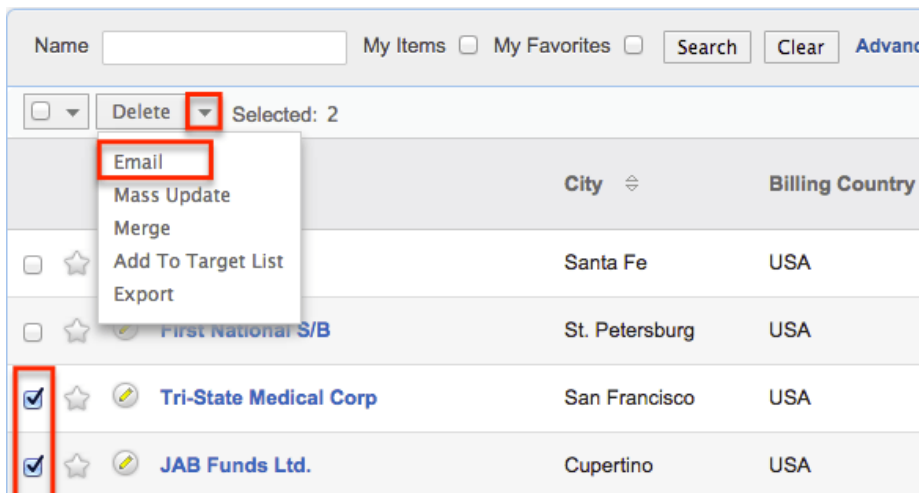 Name My Items My Favorites Search Clear Advanc
Delete Selected: 2
Email
Mass Update
Merge
Add To Target List
Export
City Billing Country
Santa Fe USA
First National S/B St. Petersburg USA
Tri-State Medical Corp San Francisco USA
JAB Funds Ltd. Cupertino USA